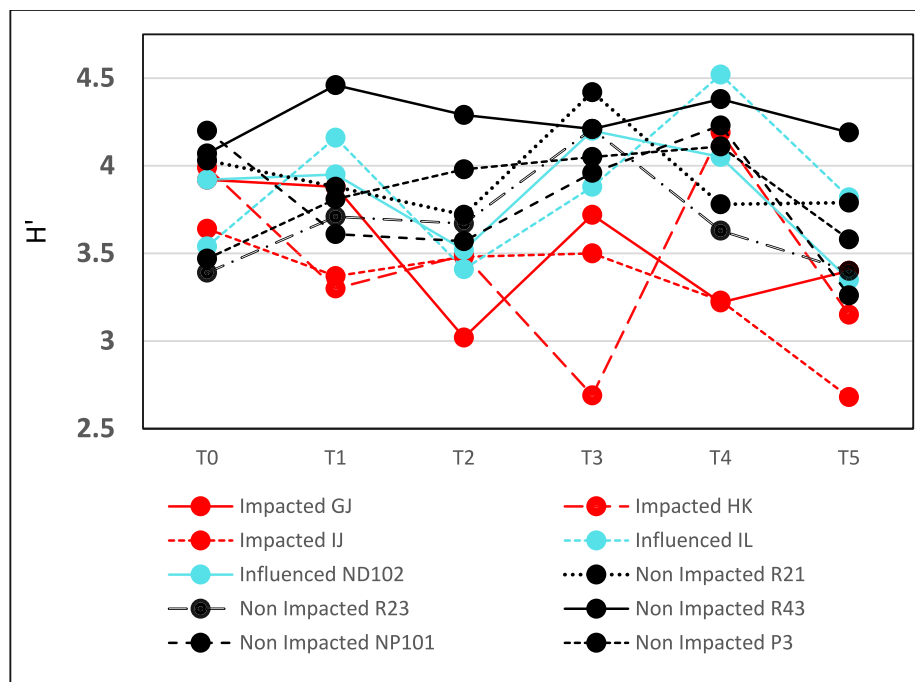 4.5
4
3.5
3
2.5
H'
T0 T1 T2 T3 T4 T5
Impacted GJ Impacted HK
Impacted IJ Influenced IL
Influenced ND102 Non Impacted R21
Non Impacted R23 Non Impacted R43
Non Impacted NP101 Non Impacted P3